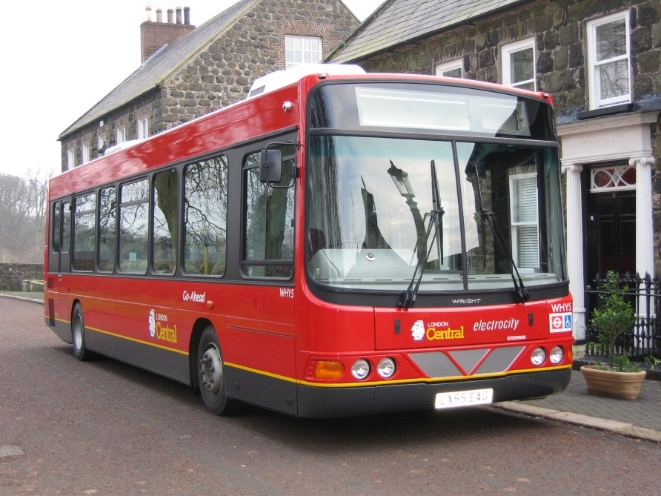 WHY5
Go-Ahead
LONDON
Central
WRIGHT
LONDON
Central
electrocity
WHY5
LX55 EAG